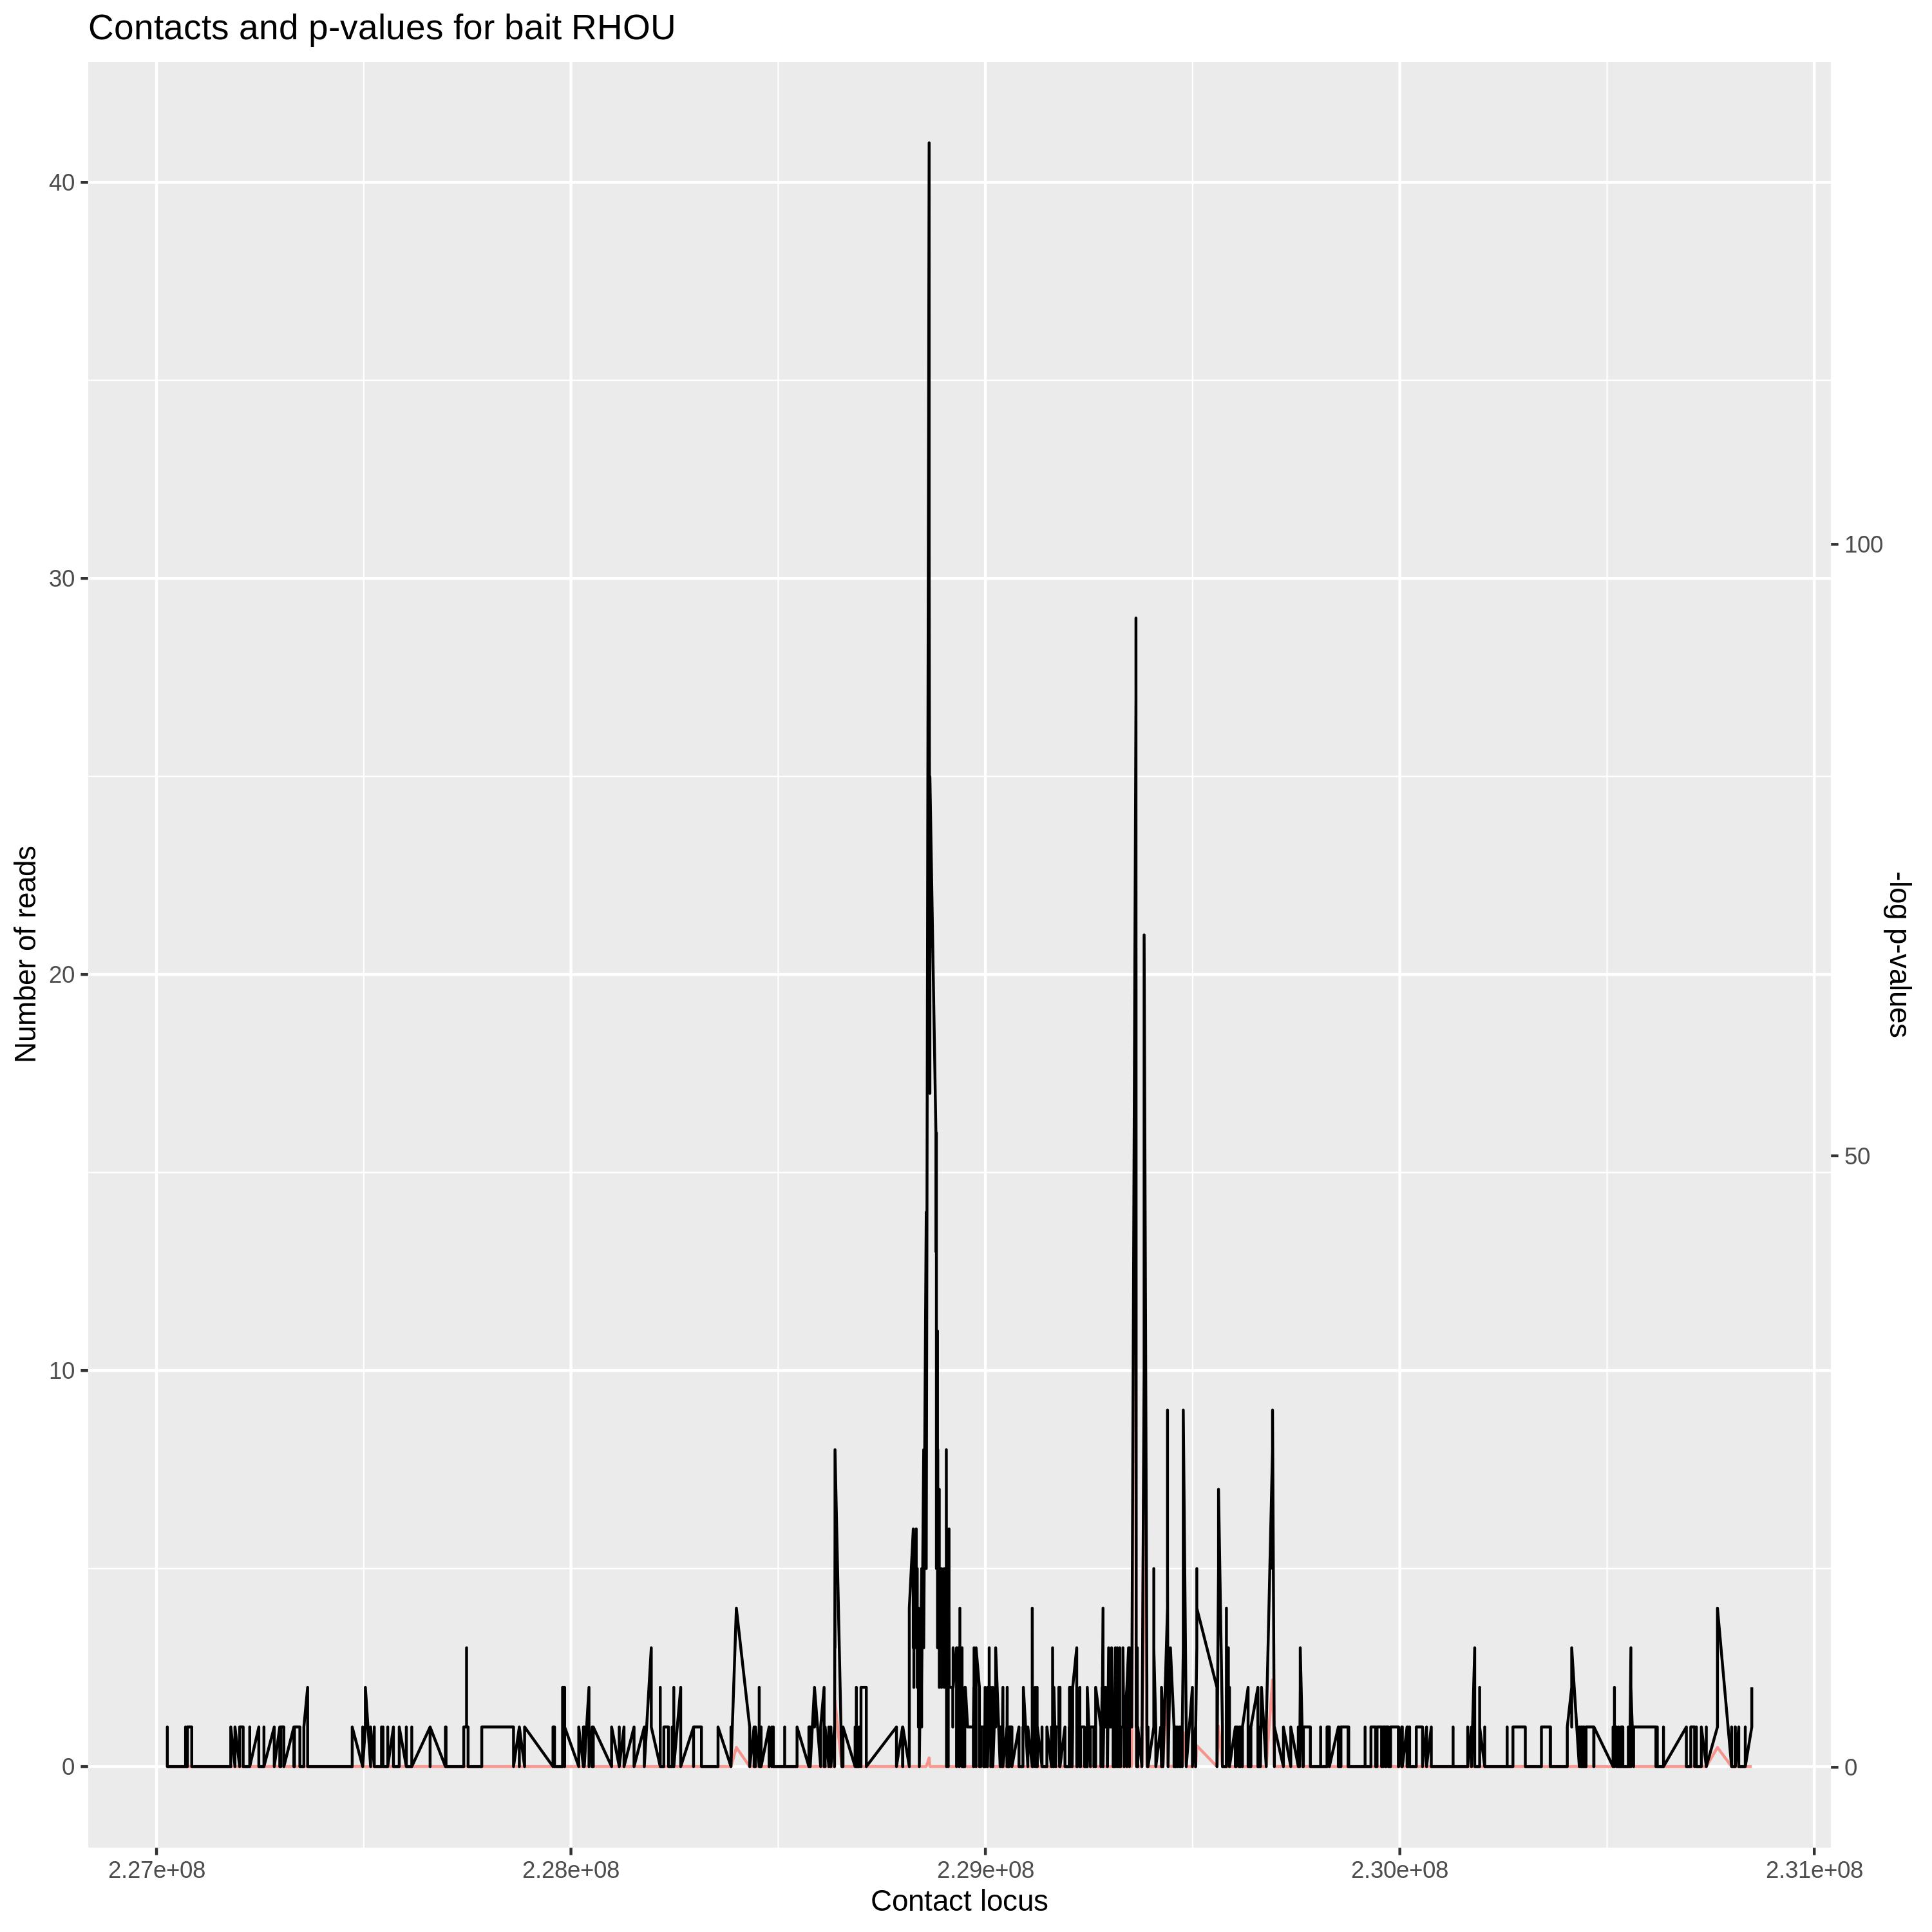 Contacts and p-values for bait RHOU
Number of reads
40
30
20
10
0
100
50
0
-log p-values
2.27e+08 2.28e+08 2.29e+08 2.30e+08 2.31e+08
Contact locus